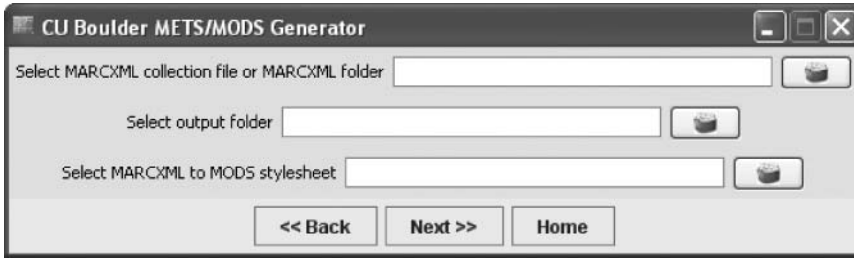 CU Boulder METS/MODS Generator
Select MARCXML collection file or MARCXML folder
Select output folder
Select MARCXML to MODS stylesheet
<< Back Next >> Home